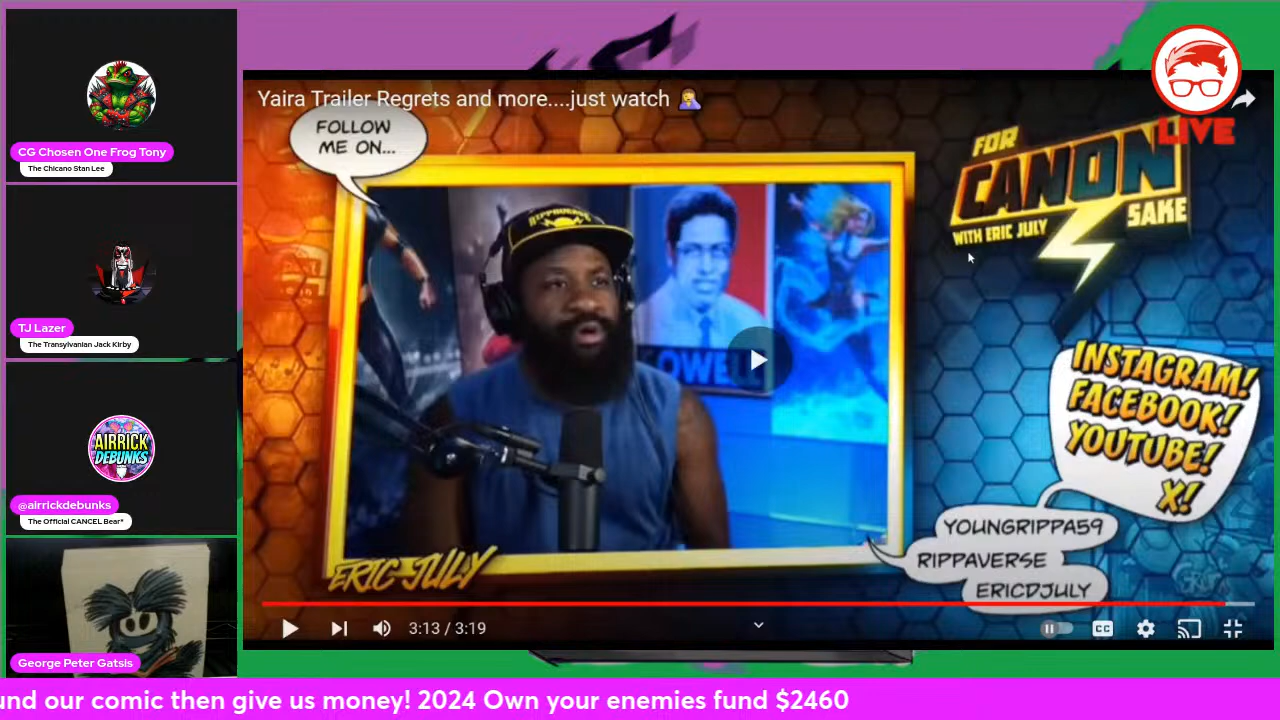 CG Chosen One Frog Tony
The Chicano Stan Lee
TJ Lazer
The Transylvanian Jack Kirby
AIRRICK
DEBUNKS
@airrickdebunks
The Official CANCEL Bear*
George Peter Gatsis
Yaira Trailer Regrets and more....just watch 🤦
LIVE
FOLLOW
ME ON...
FOR
CANON
SAKE
WITH ERIC JULY
RIPPAVERSE
OWELL
INSTAGRAM!
FACEBOOK!
YOUTUBE!
X!
YOUNGRIPPA59
RIPPAVERSE
ERICDJULY
ERIC JULY
3:13 / 3:19
CC
und our comic then give us money! 2024 Own your enemies fund $2460